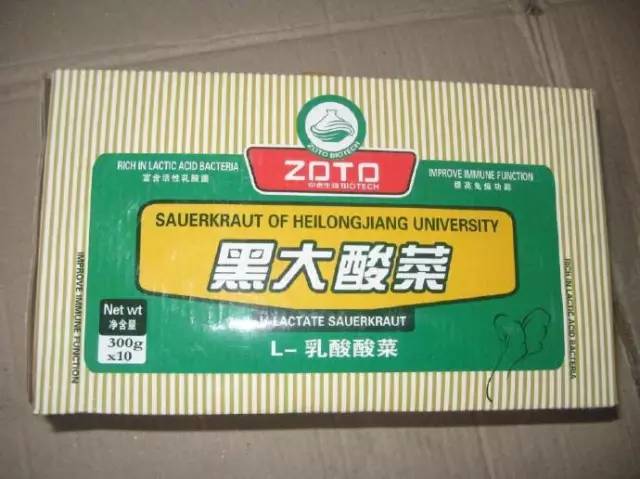 ZOTO BIOTECH
ZOTO
BIOTECH
RICH IN LACTIC ACID BACTERIA
富含活性乳酸菌
IMPROVE IMMUNE FUNCTION
提高免疫功能
SAUERKRAUT OF HEILONGJIANG UNIVERSITY
黑大酸菜
LACTATE SAUERKRAUT
L-乳酸酸菜
Net wt
净含量
300g
x10
IMPROVE IMMUNE FUNCTION
RICH IN LACTIC ACID BACTERIA